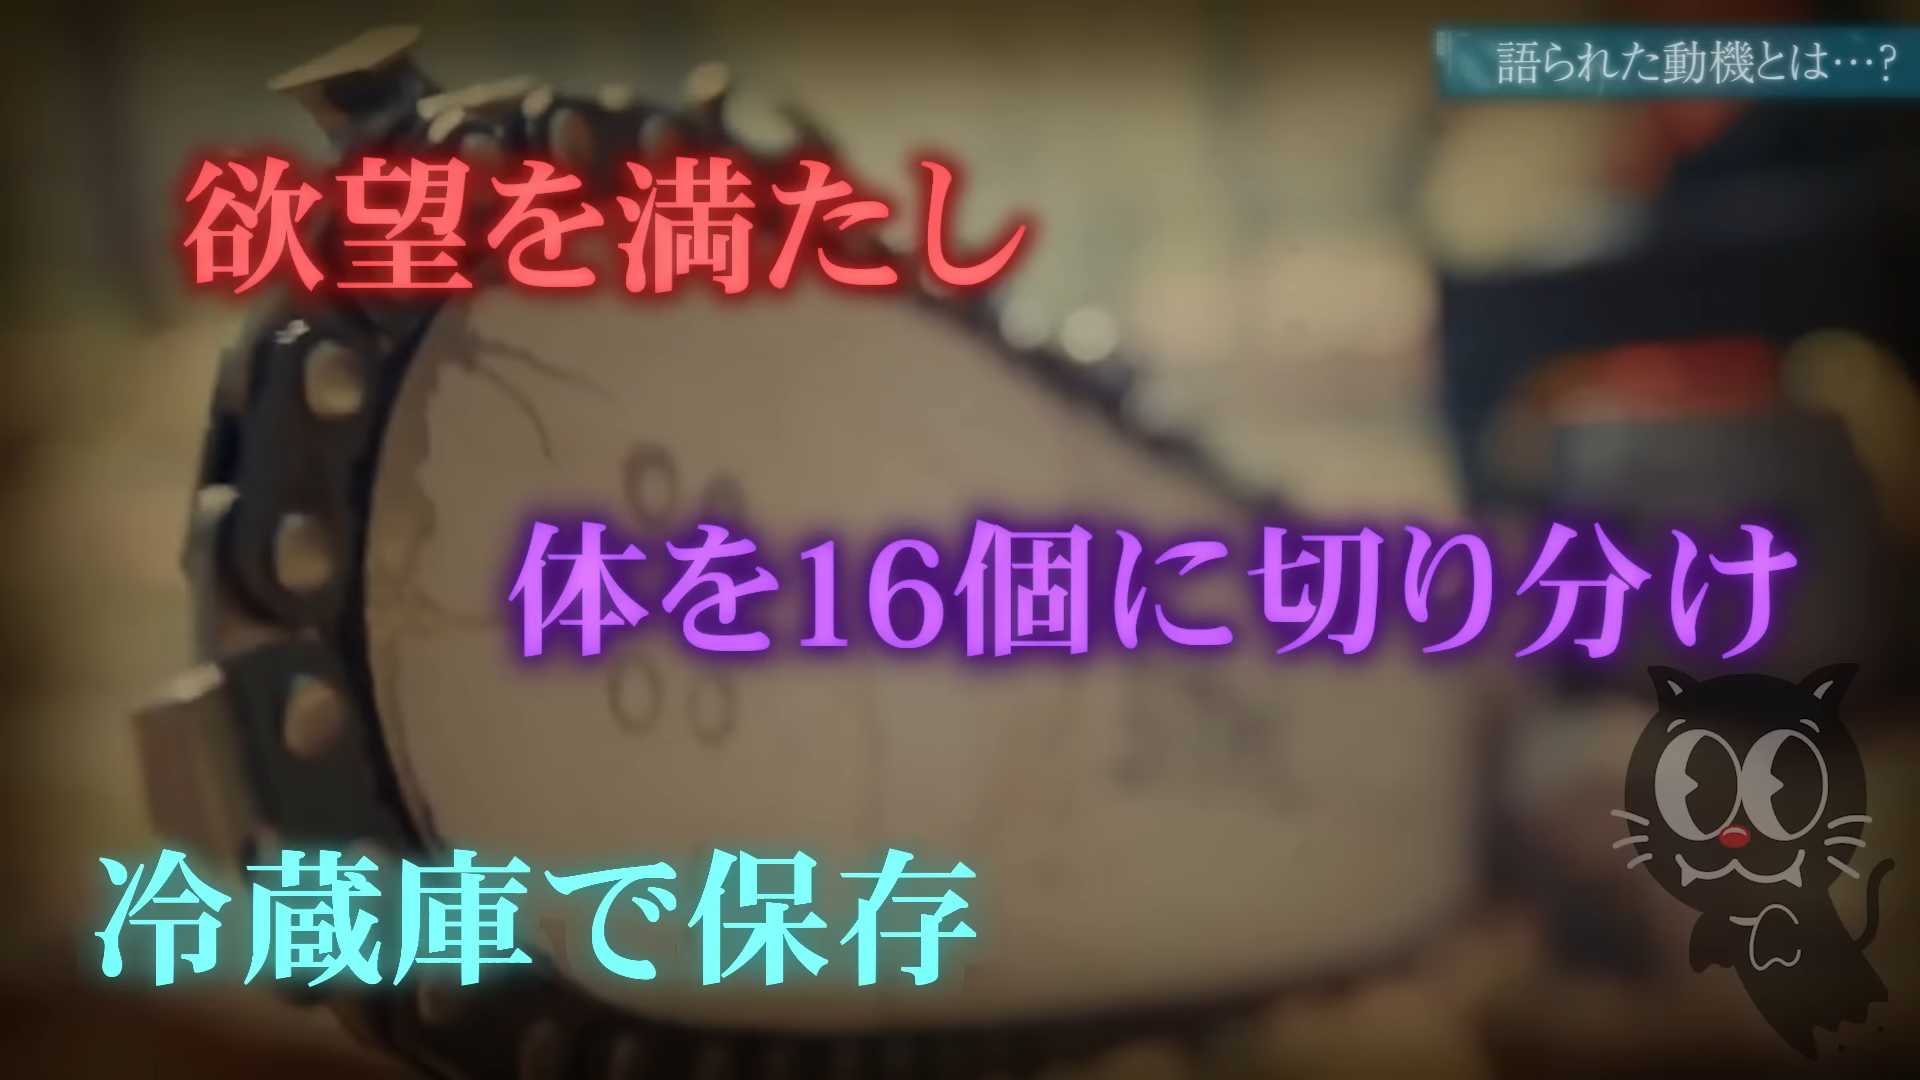 語られた動機とは…?
欲望を満たし
体を16個に切り分け
冷蔵庫で保存